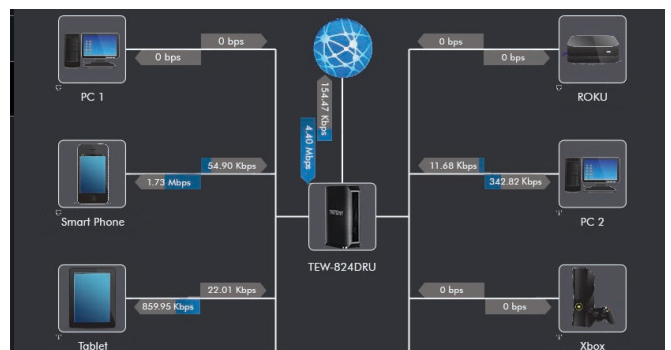 0 bps
0 bps
PC 1
154.47 Kbps
4.40 Mbps
0 bps
0 bps
ROKU
54.90 Kbps
1.73 Mbps
Smart Phone
TRENDNET
TEW-824DRU
11.68 Kbps
342.82 Kbps
PC 2
22.01 Kbps
859.95 Kbps
Tablet
0 bps
0 bps
Xbox